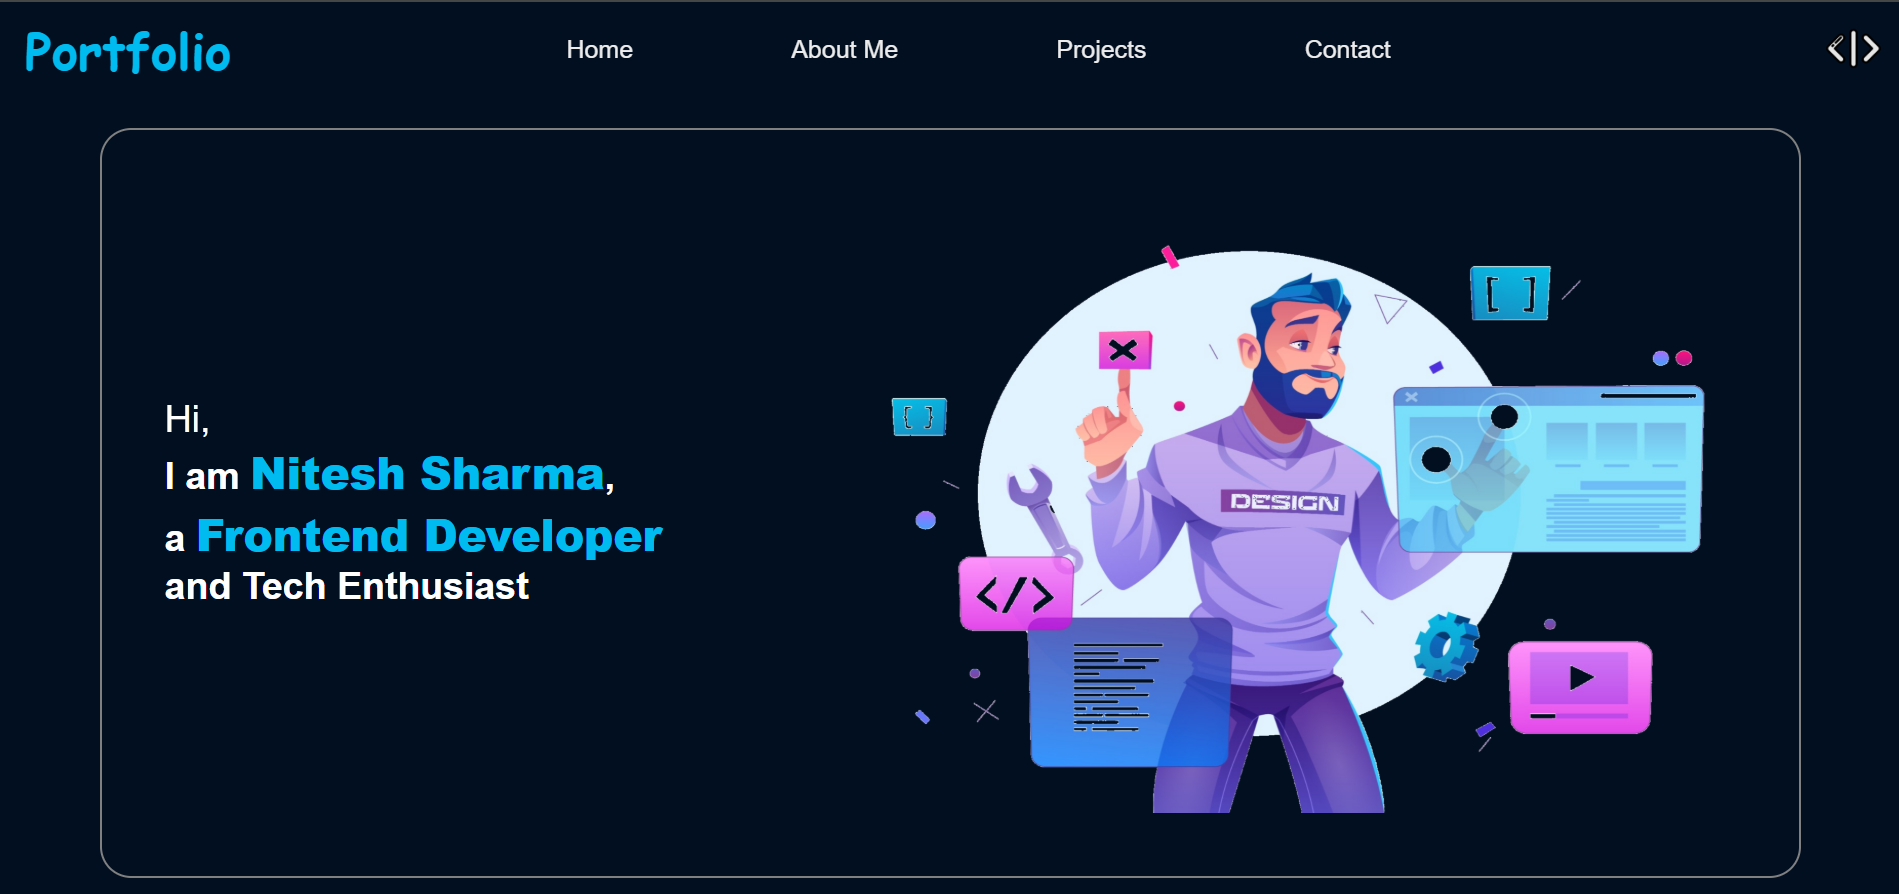 Portfolio
Home
About Me
Projects
Contact
Hi,
I am Nitesh Sharma,
a Frontend Developer
and Tech Enthusiast
[ ]
{ }
DESIGN
</>